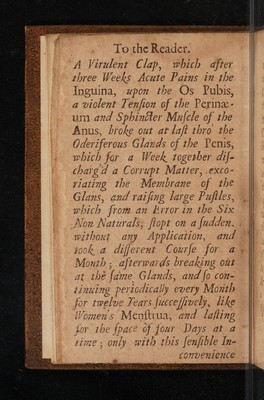 To the Reader.
A Virulent Clap, which after
three Weeks Acute Pains in the
Inguina, upon the Os Pubis,
a violent Tension of the Perinæ-
um and Sphincter Muſcle of the
Anus, broke out at laſt thro the
Oderiferous Glands of the Penis,
which for a Week together diſ-
charg'd a Corrupt Matter, exco-
riating the Membrane of the
Glans, and raiſing large Puſtles,
which from an Error in the Six
Non Naturals, ſtopt on a ſudden,
without any Application, and
took a different Courſe for a
Month; afterwards breaking out
at the ſame Glands, and ſo con-
tinuing periodically every Month
for twelve Years ſucceſſively, like
Women's Menſtrua, and laſting
for the ſpace of four Days at a
time; only with this ſenſible In-
convenience